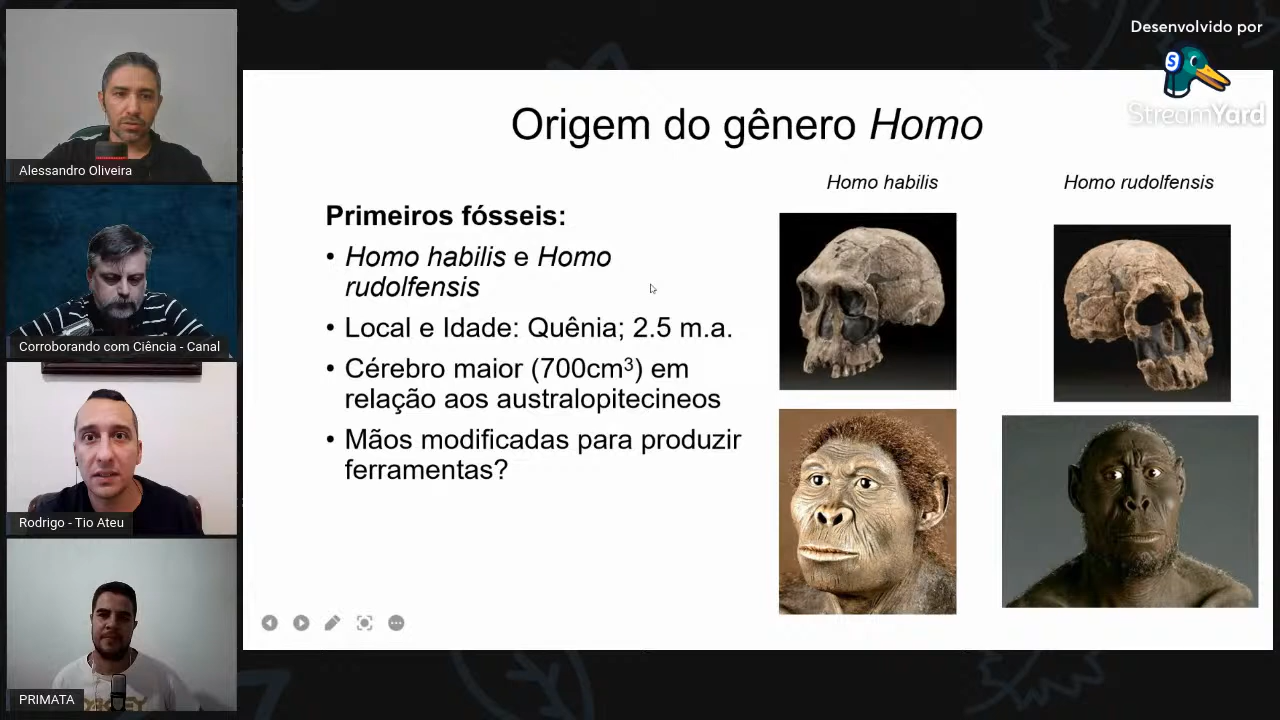 Desenvolvido por
S
StreamYard
Alessandro Oliveira
Corroborando com Ciência - Canal
Rodrigo - Tio Ateu
PRIMATA
Origem do gênero Homo
Homo habilis
Homo rudolfensis
Primeiros fósseis:
• Homo habilis e Homo
rudolfensis
• Local e Idade: Quênia; 2.5 m.a.
• Cérebro maior (700cm³) em
relação aos australopitecineos
• Mãos modificadas para produzir
ferramentas?